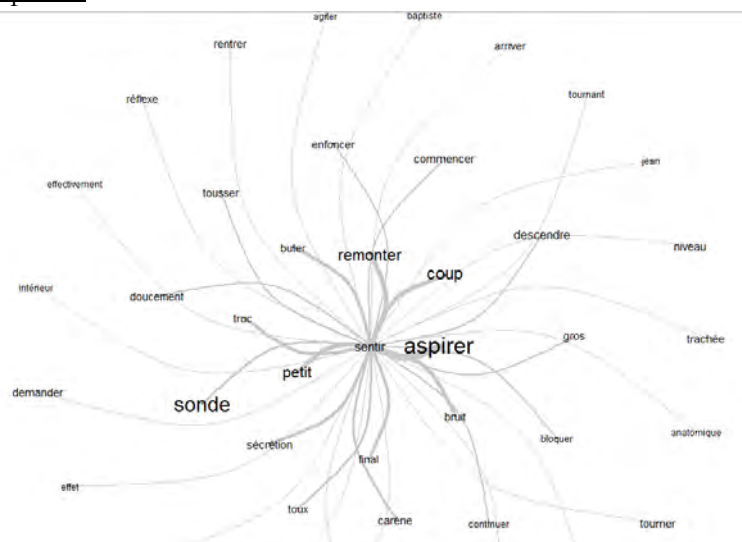 agiter
baptiste
rentrer
arriver
réflexe
tournant
enfoncer
commencer
jean
effectivement
tousser
buter
remonter
descendre
niveau
coup
intérieur
doucement
troc
sentir
aspirer
gros
trachée
petit
demander
sonde
bruit
anatomique
bloquer
sécrétion
final
effet
toux
carène
continuer
tourner